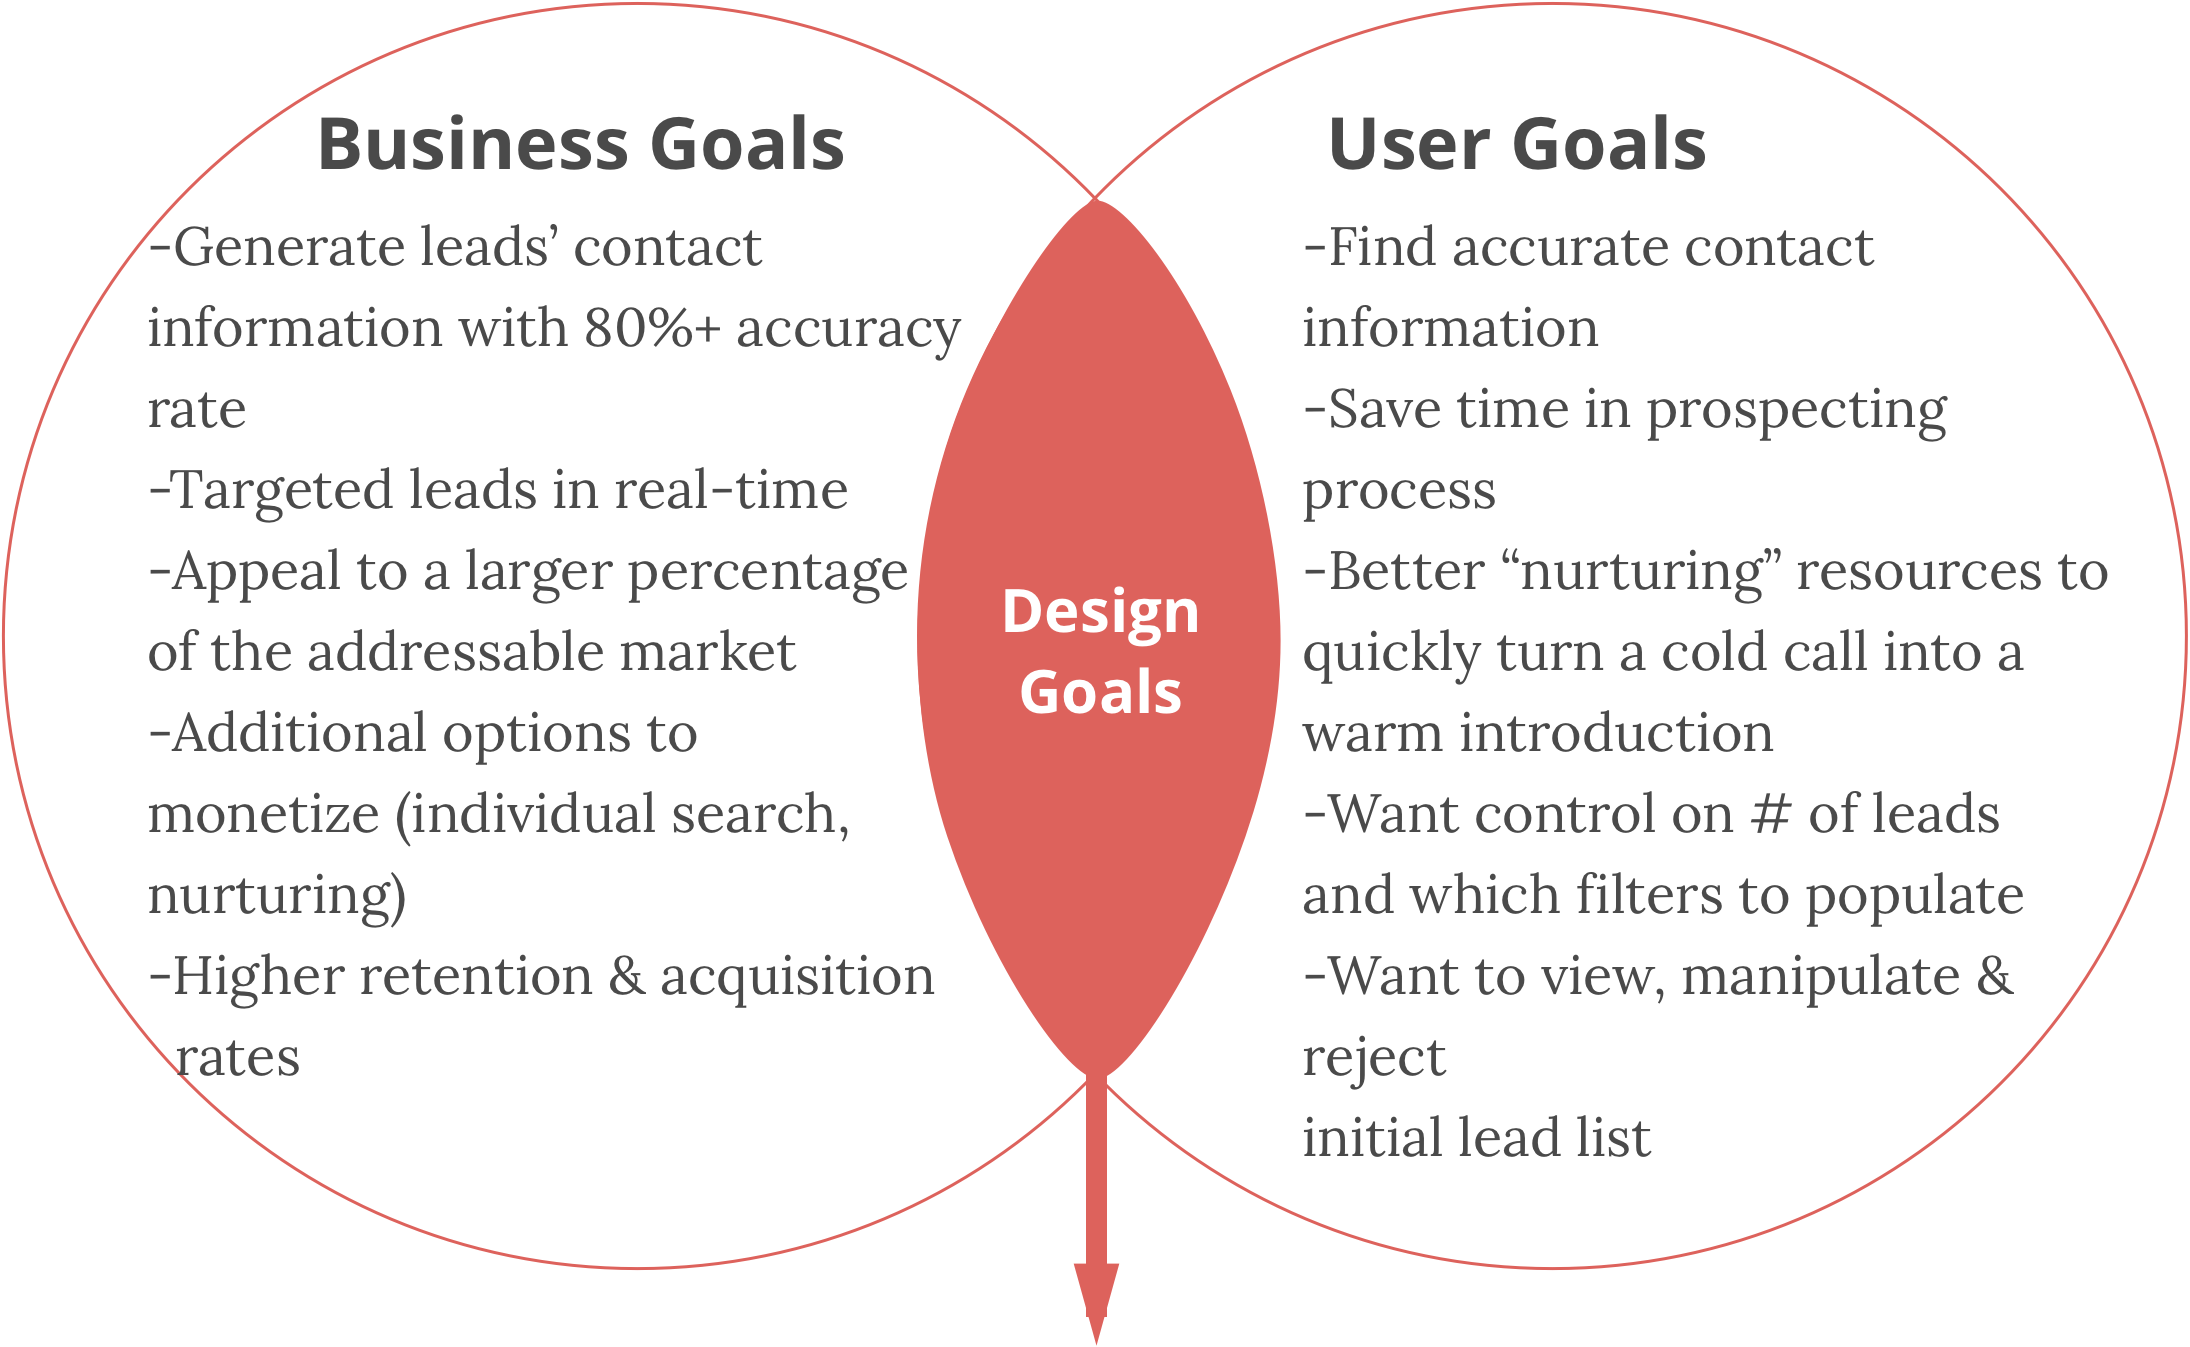 Business Goals
-Generate leads’ contact
information with 80%+ accuracy
rate
-Targeted leads in real-time
-Appeal to a larger percentage
of the addressable market
-Additional options to
monetize (individual search,
nurturing)
-Higher retention & acquisition
rates
Design
Goals
User Goals
-Find accurate contact
information
-Save time in prospecting
process
-Better “nurturing” resources to
quickly turn a cold call into a
warm introduction
-Want control on # of leads
and which filters to populate
-Want to view, manipulate &
reject
initial lead list